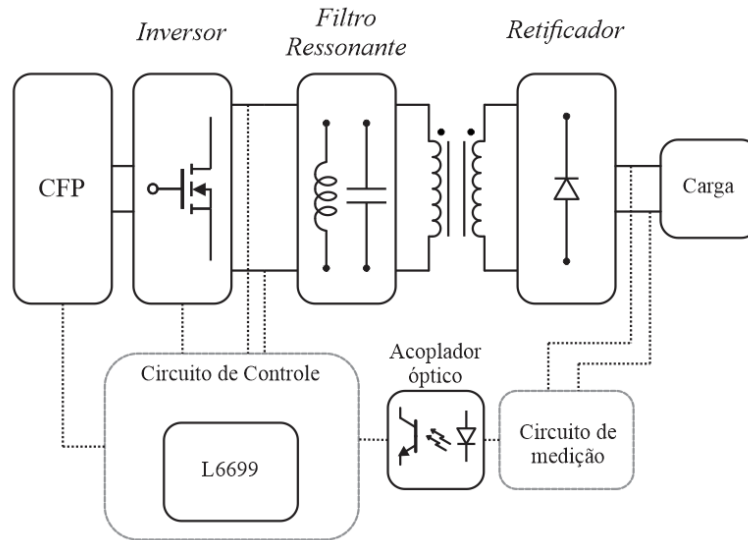 Inversor
Filtro
Ressonante
Retificador
CFP
Carga
Circuito de Controle
L6699
Acoplador
óptico
Circuito de
medição